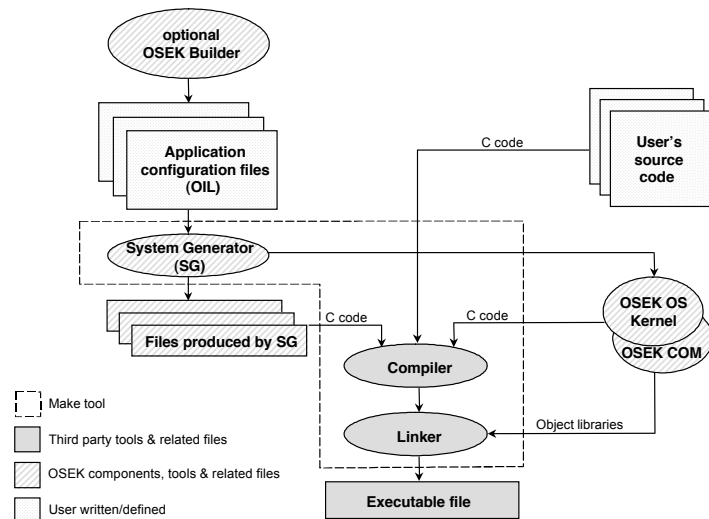 optional
OSEK Builder
Application
configuration files
(OIL)
C code
User's
source
code
System Generator
(SG)
Files produced by SG
C code
C code
OSEK OS
Kernel
OSEK COM
Compiler
Linker
Object libraries
Executable file
Make tool
Third party tools & related files
OSEK components, tools & related files
User written/defined